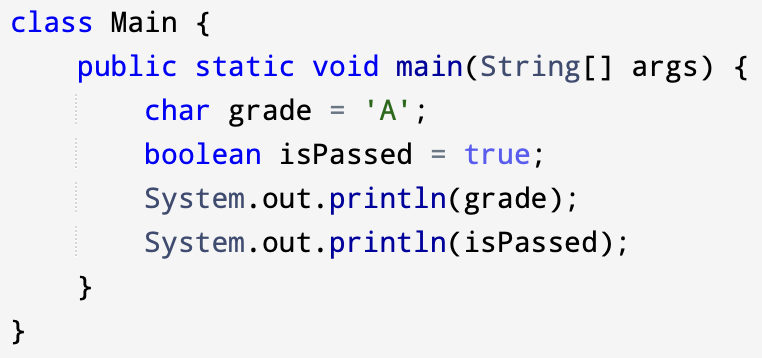 class Main {
    public static void main(String[] args) {
        char grade = 'A';
        boolean isPassed = true;
        System.out.println(grade);
        System.out.println(isPassed);
    }
}